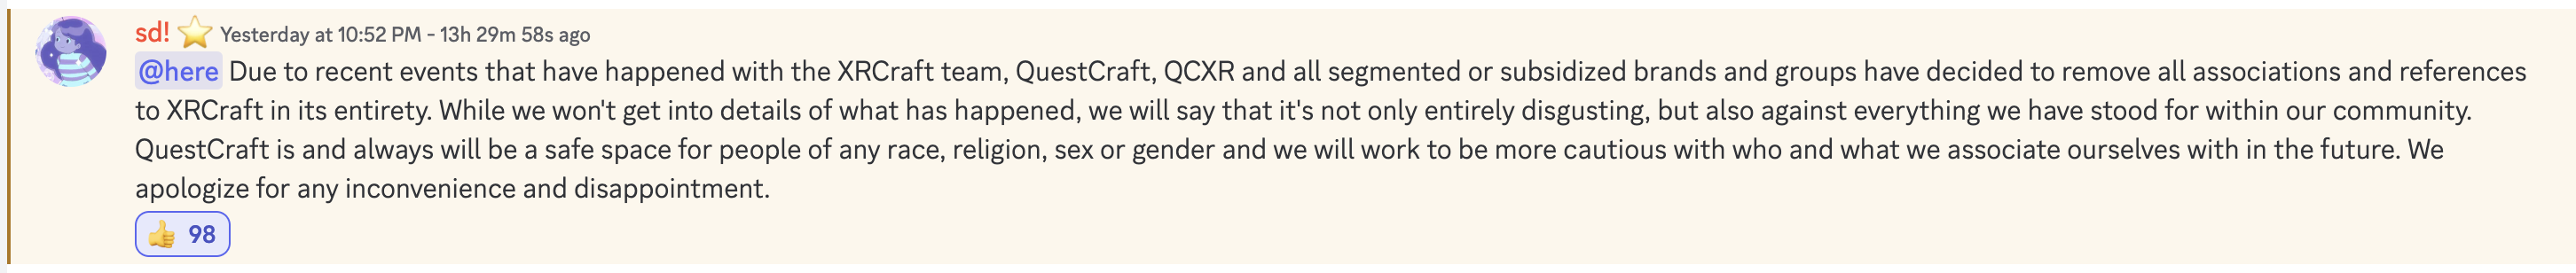 sd! ⭐ Yesterday at 10:52 PM - 13h 29m 58s ago
@here Due to recent events that have happened with the XRCraft team, QuestCraft, QCXR and all segmented or subsidized brands and groups have decided to remove all associations and references
to XRCraft in its entirety. While we won't get into details of what has happened, we will say that it's not only entirely disgusting, but also against everything we have stood for within our community.
QuestCraft is and always will be a safe space for people of any race, religion, sex or gender and we will work to be more cautious with who and what we associate ourselves with in the future. We
apologize for any inconvenience and disappointment.
👍 98